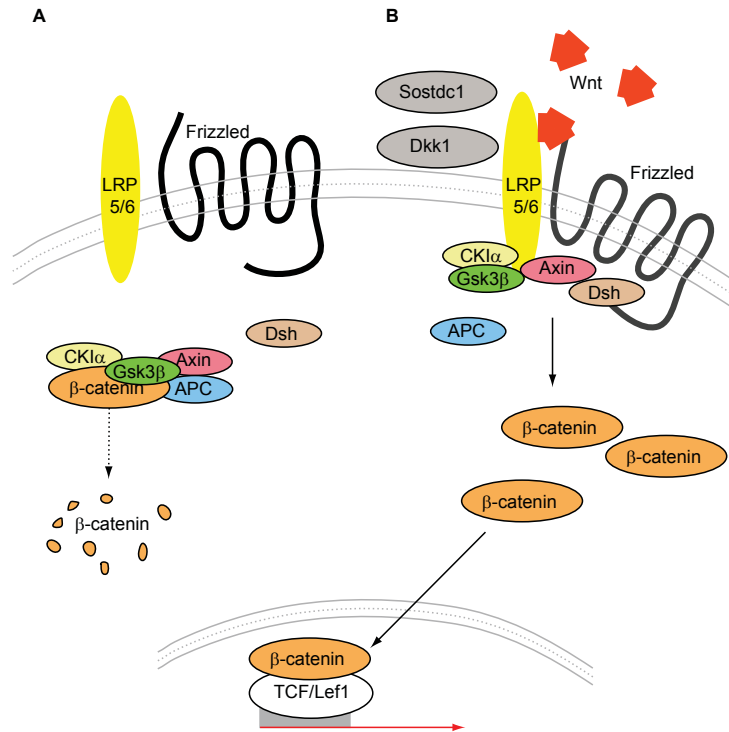 A
Frizzled
LRP
5/6
Dsh
CKIα
Gsk3β
Axin
β-catenin
APC
β-catenin
B
Sostdc1
Wnt
Dkk1
Frizzled
LRP
5/6
CKIα
Gsk3β
Axin
Dsh
APC
β-catenin
β-catenin
β-catenin
β-catenin
TCF/Lef1